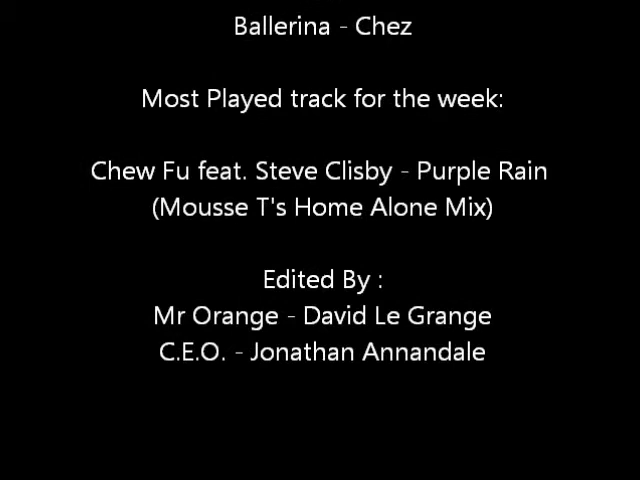 Ballerina - Chez
Most Played track for the week:
Chew Fu feat. Steve Clisby - Purple Rain
(Mousse T's Home Alone Mix)
Edited By :
Mr Orange - David Le Grange
C.E.O. - Jonathan Annandale